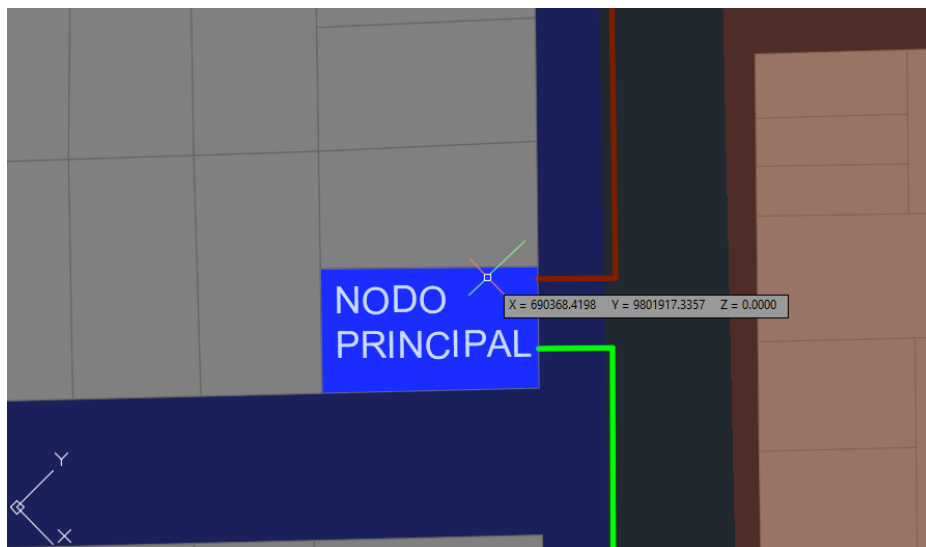 NODO
PRINCIPAL
X = 690368.4198 Y = 9801917.3357 Z = 0.0000
Y
X